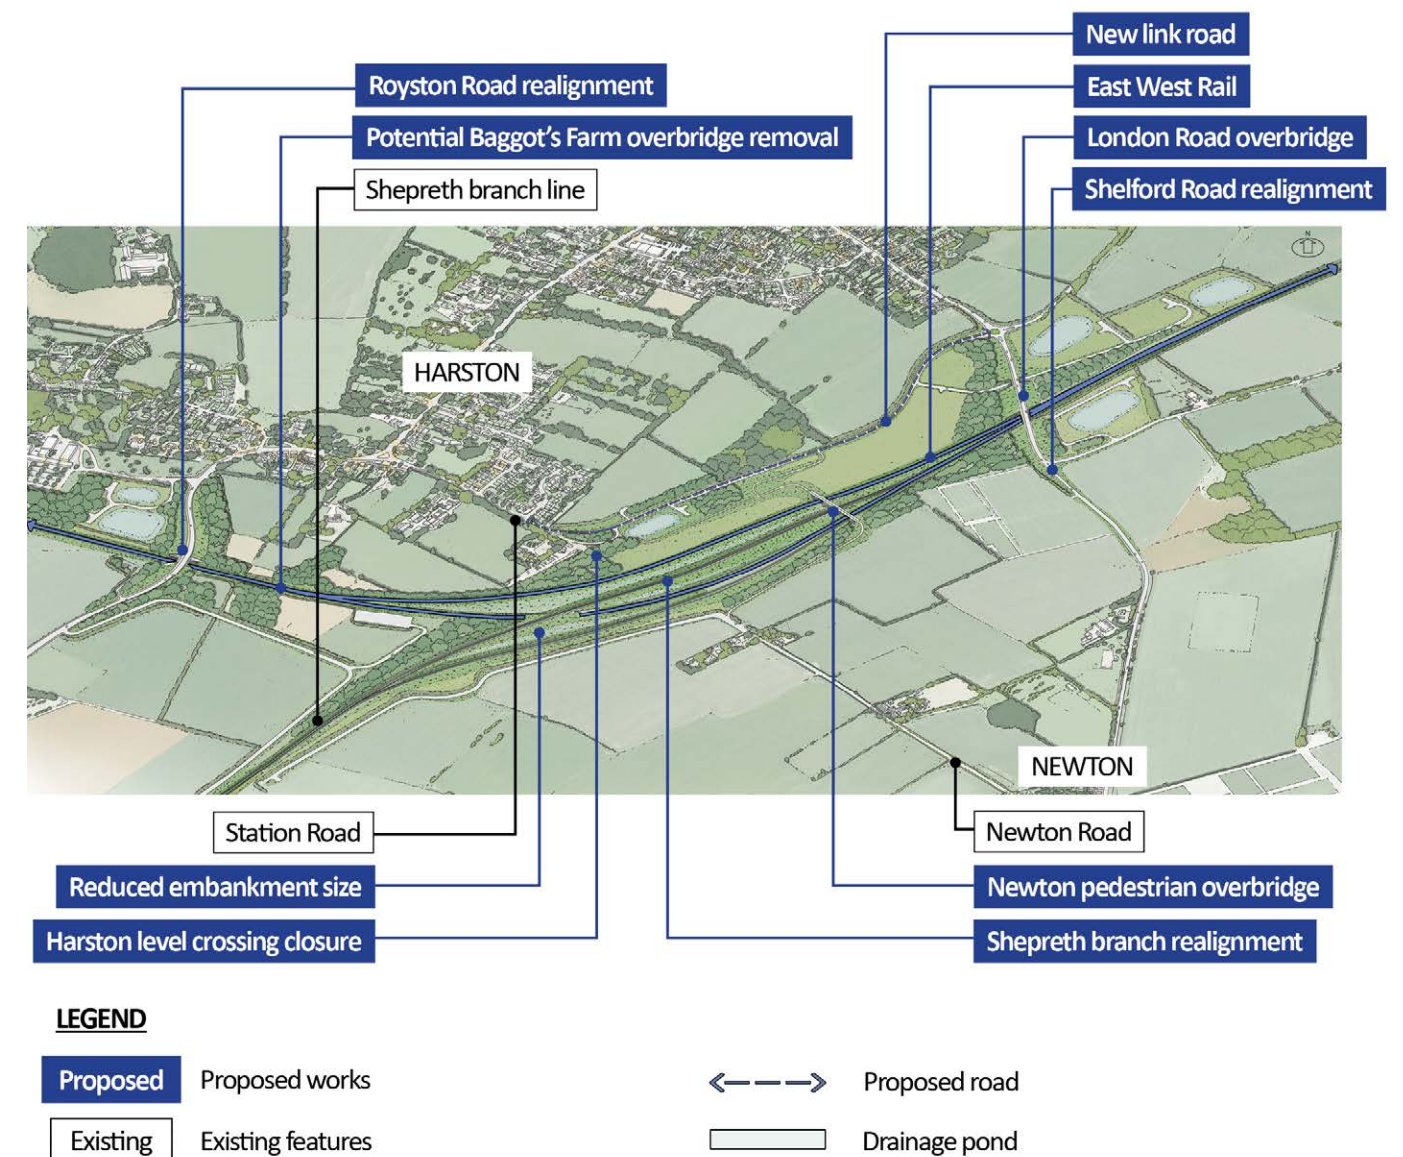 New link road
Royston Road realignment
East West Rail
Potential Baggot's Farm overbridge removal
London Road overbridge
Shepreth branch line
Shelford Road realignment
N
HARSTON
NEWTON
Station Road
Newton Road
Reduced embankment size
Newton pedestrian overbridge
Harston level crossing closure
Shepreth branch realignment
LEGEND
Proposed
Proposed works
Proposed road
Existing
Existing features
Drainage pond